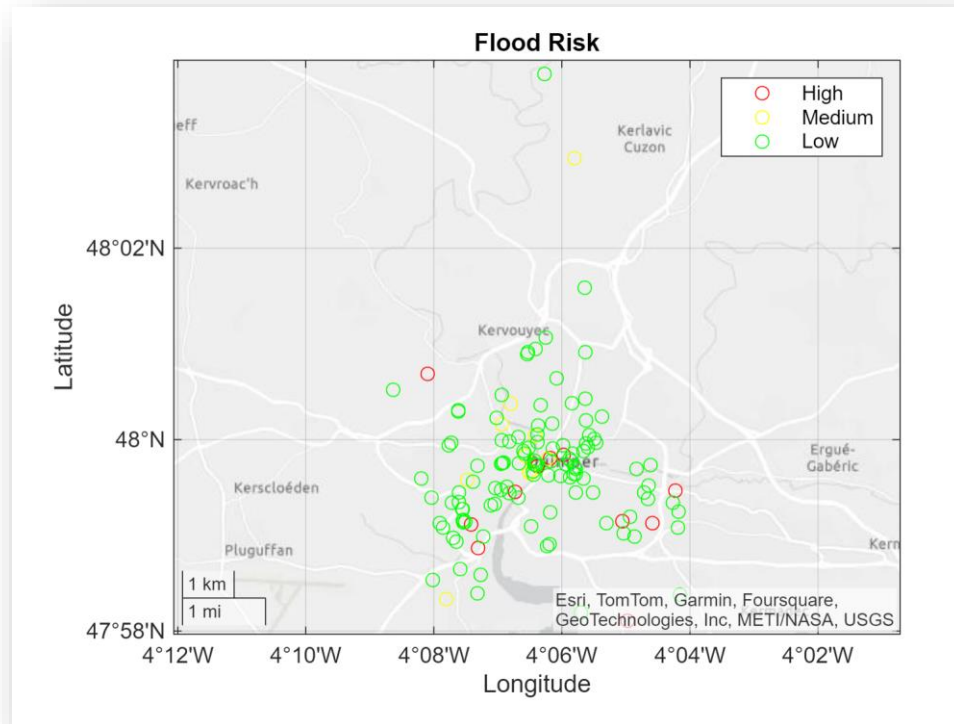 Flood Risk
High
Medium
Low
eff
Kerlavic
Cuzon
Kervroac'h
48°02'N
Kervouyec
Latitude
48°N
Ergué-
Gabéric
Kerscloéden
Pluguffan
Kern
1 km
1 mi
Esri, TomTom, Garmin, Foursquare,
GeoTechnologies, Inc, METI/NASA, USGS
47°58'N
4°12'W 4°10'W 4°08'W 4°06'W 4°04'W 4°02'W
Longitude